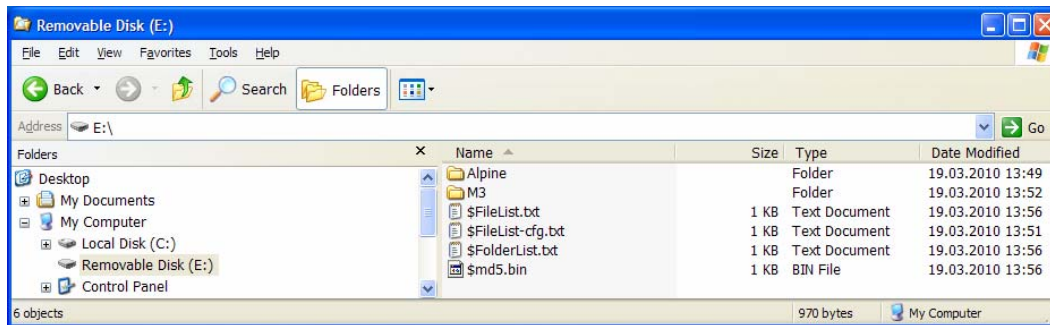 Removable Disk (E:)
File Edit View Favorites Tools Help
Back Search Folders
Address E:\ Go
Folders × Name Size Type Date Modified
Desktop
My Documents
My Computer
Local Disk (C:)
Removable Disk (E:)
Control Panel
Alpine Folder 19.03.2010 13:49
M3 Folder 19.03.2010 13:52
$FileList.txt 1 KB Text Document 19.03.2010 13:56
$FileList-cfg.txt 1 KB Text Document 19.03.2010 13:51
$FolderList.txt 1 KB Text Document 19.03.2010 13:56
$md5.bin 1 KB BIN File 19.03.2010 13:56
6 objects 970 bytes My Computer